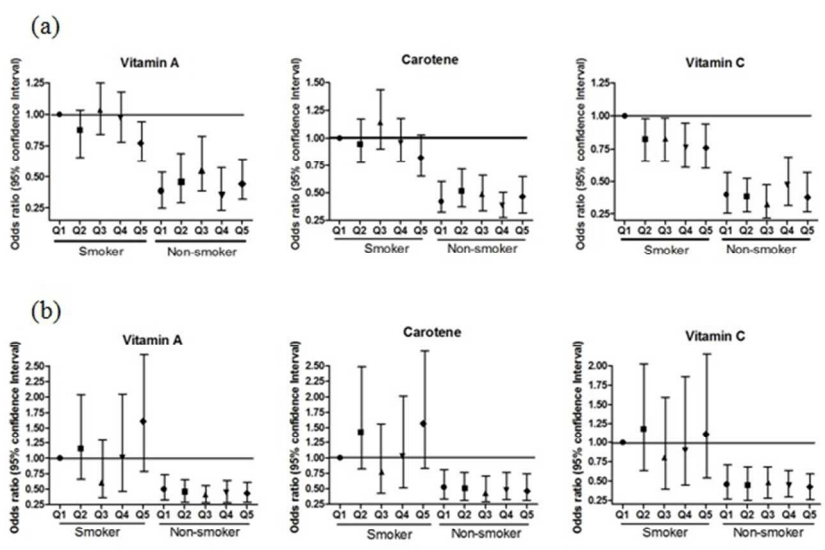 (a)
Vitamin A
Carotene
Vitamin C
Odds ratio (95% confidence Interval)
1.25
1.00
0.75
0.50
0.25
Q1 Q2 Q3 Q4 Q5 Q1 Q2 Q3 Q4 Q5
Smoker Non-smoker
Odds ratio (95% confidence Interval)
1.50
1.25
1.00
0.75
0.50
0.25
Q1 Q2 Q3 Q4 Q5 Q1 Q2 Q3 Q4 Q5
Smoker Non-smoker
Odds ratio (95% confidence Interval)
1.25
1.00
0.75
0.50
0.25
Q1 Q2 Q3 Q4 Q5 Q1 Q2 Q3 Q4 Q5
Smoker Non-smoker
(b)
Vitamin A
Carotene
Vitamin C
Odds ratio (95% confidence Interval)
2.50
2.25
2.00
1.75
1.50
1.25
1.00
0.75
0.50
0.25
Q1 Q2 Q3 Q4 Q5 Q1 Q2 Q3 Q4 Q5
Smoker Non-smoker
Odds ratio (95% confidence Interval)
2.50
2.25
2.00
1.75
1.50
1.25
1.00
0.75
0.50
0.25
Q1 Q2 Q3 Q4 Q5 Q1 Q2 Q3 Q4 Q5
Smoker Non-smoker
Odds ratio (95% confidence Interval)
2.00
1.75
1.50
1.25
1.00
0.75
0.50
0.25
Q1 Q2 Q3 Q4 Q5 Q1 Q2 Q3 Q4 Q5
Smoker Non-smoker